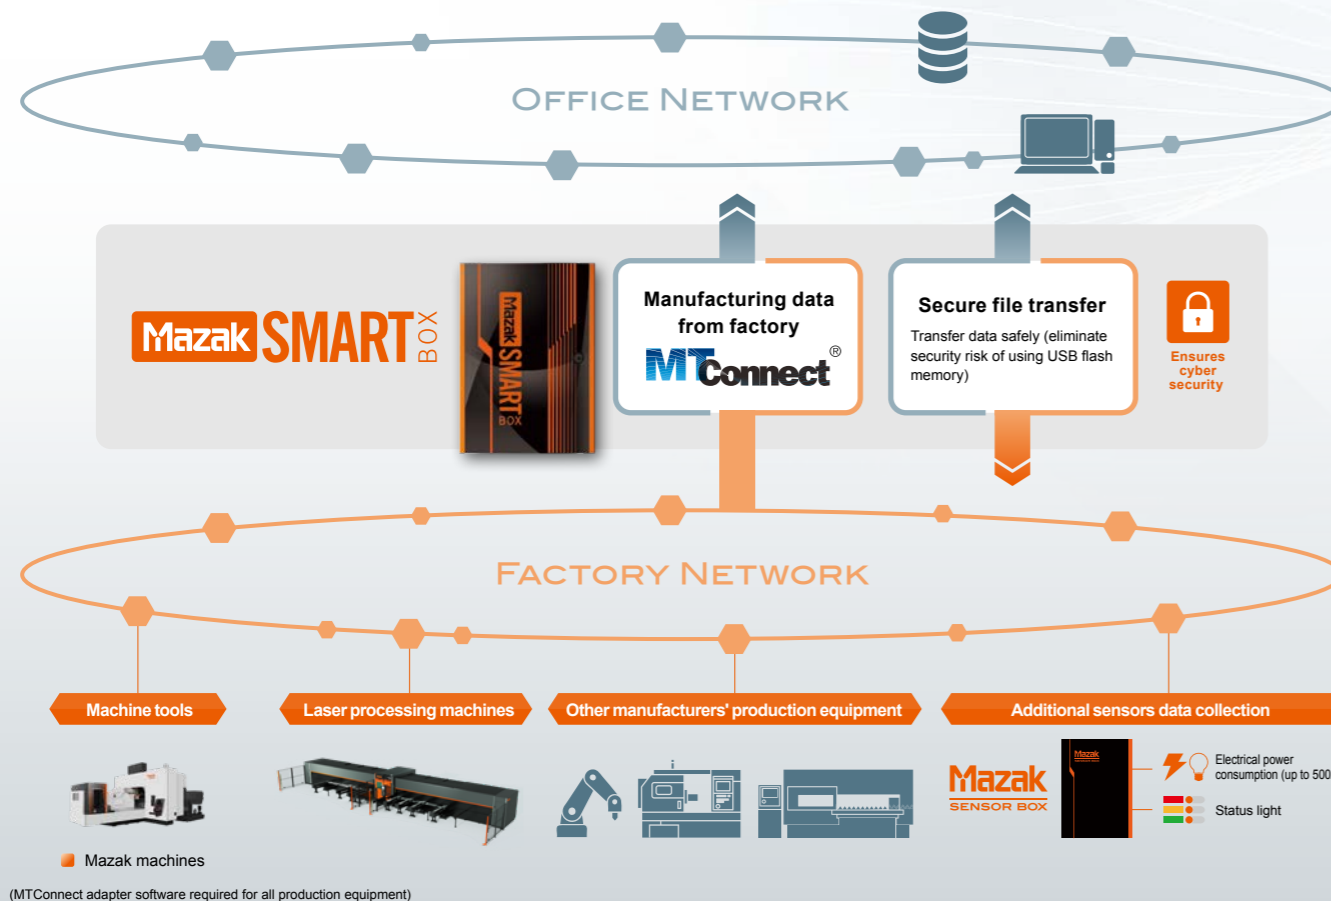 OFFICE NETWORK
Mazak SMART BOX
Mazak SMART BOX
Manufacturing data
from factory
MTConnect®
Secure file transfer
Transfer data safely (eliminate
security risk of using USB flash
memory)
Ensures
cyber
security
FACTORY NETWORK
Machine tools
Laser processing machines
Other manufacturers' production equipment
Additional sensors data collection
Mazak
SENSOR BOX
Mazak
Electrical power
consumption (up to 500
Status light
Mazak machines
(MTConnect adapter software required for all production equipment)